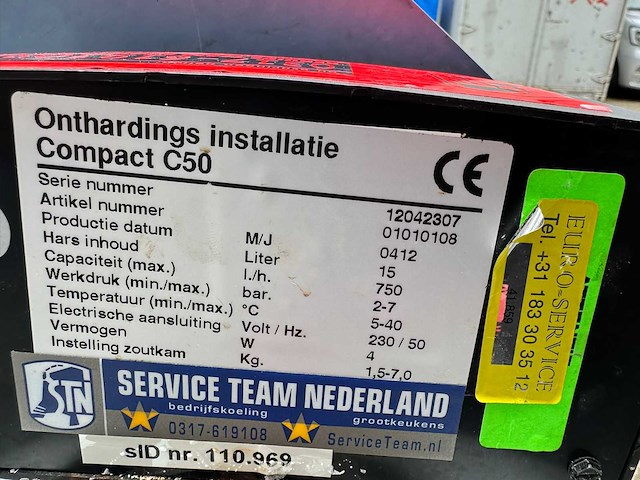 Onthardings installatie
Compact C50
CE
Serie nummer 12042307
Artikel nummer 01010108
Productie datum M/J 0412
Hars inhoud Liter 15
Capaciteit (max.) l./h. 750
Werkdruk (min./max.) bar. 2-7
Temperatuur (min./max.) °C 5-40
Electrische aansluiting Volt / Hz. 230 / 50
Vermogen W 4
Instelling zoutkam Kg. 1,5-7,0
STN
SERVICE TEAM NEDERLAND
bedrijfskoeling grootkeukens
0317-619108 ServiceTeam.nl
sID nr. 110.969
EURO-SERVICE
Tel. +31 183 30 35 12
41.859